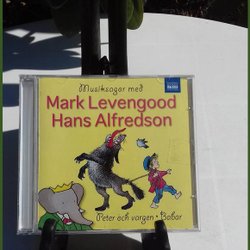 Musiksagor med
Mark Levengood
Hans Alfredson
Peter och vargen • Babar